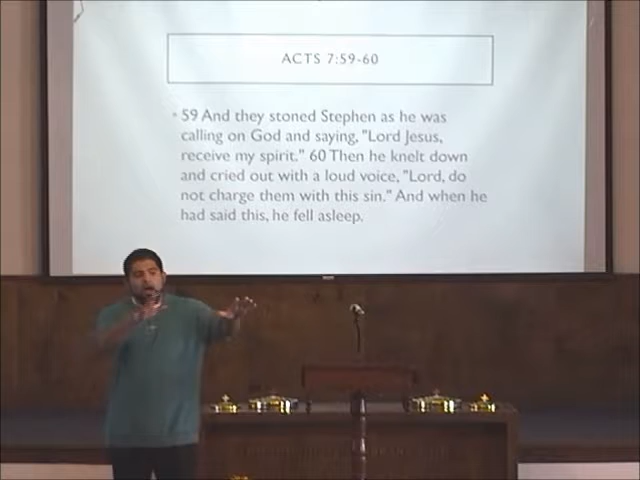 ACTS 7:59-60
• 59 And they stoned Stephen as he was
calling on God and saying, "Lord Jesus,
receive my spirit." 60 Then he knelt down
and cried out with a loud voice, "Lord, do
not charge them with this sin." And when he
had said this, he fell asleep.